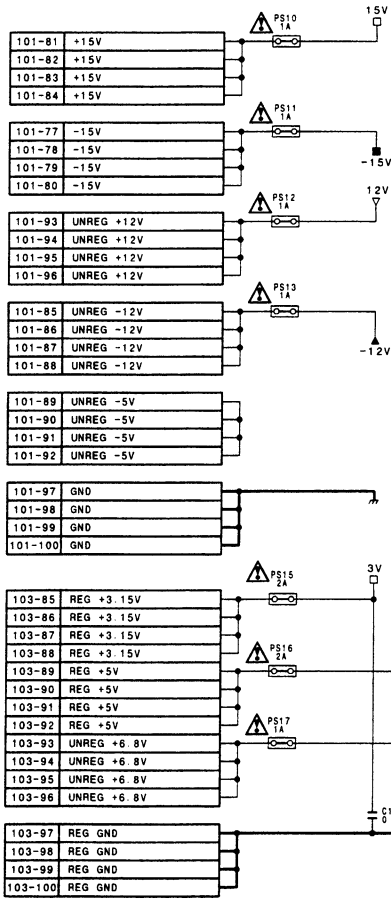 15V
PS10
1A
101-81 +15V
101-82 +15V
101-83 +15V
101-84 +15V
PS11
1A
101-77 -15V
101-78 -15V
101-79 -15V
101-80 -15V
-15V
PS12
1A
12V
101-93 UNREG +12V
101-94 UNREG +12V
101-95 UNREG +12V
101-96 UNREG +12V
PS13
1A
101-85 UNREG -12V
101-86 UNREG -12V
101-87 UNREG -12V
101-88 UNREG -12V
-12V
101-89 UNREG -5V
101-90 UNREG -5V
101-91 UNREG -5V
101-92 UNREG -5V
101-97 GND
101-98 GND
101-99 GND
101-100 GND
PS15
2A
3V
103-85 REG +3.15V
103-86 REG +3.15V
103-87 REG +3.15V
103-88 REG +3.15V
PS16
2A
103-89 REG +5V
103-90 REG +5V
103-91 REG +5V
103-92 REG +5V
PS17
1A
103-93 UNREG +6.8V
103-94 UNREG +6.8V
103-95 UNREG +6.8V
103-96 UNREG +6.8V
C1
0
103-97 REG GND
103-98 REG GND
103-99 REG GND
103-100 REG GND